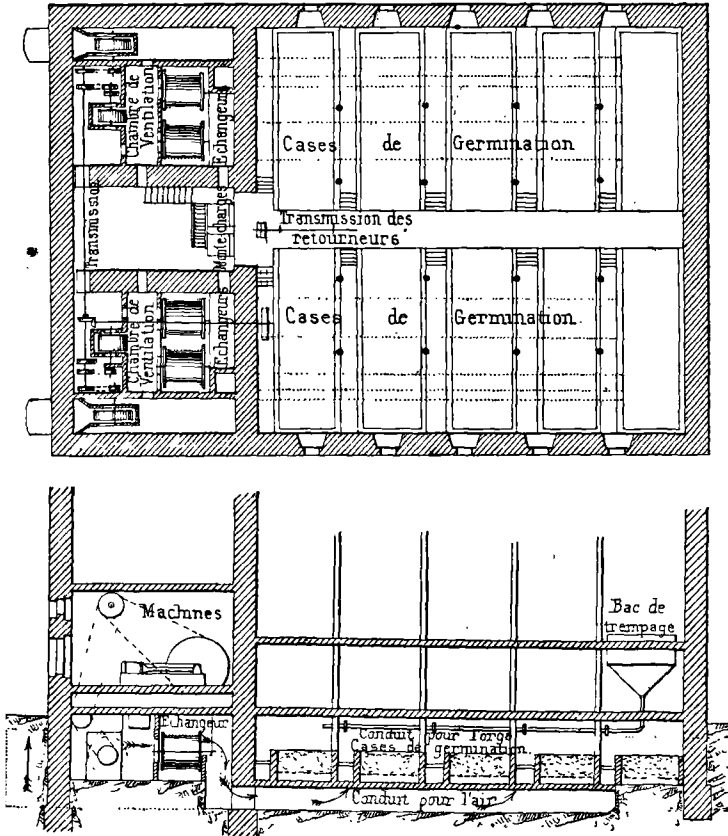 Chambre de
Ventilation
Echangeurs
Cases de Germination
Transmission
Monte-charges
Transmission des
retourneurs
Chambre de
Ventilation
Echangeurs
Cases de Germination
Machines
Bac de
trempage
Echangeur
Conduit pour l'orge
Cases de germination
Conduit pour l'air